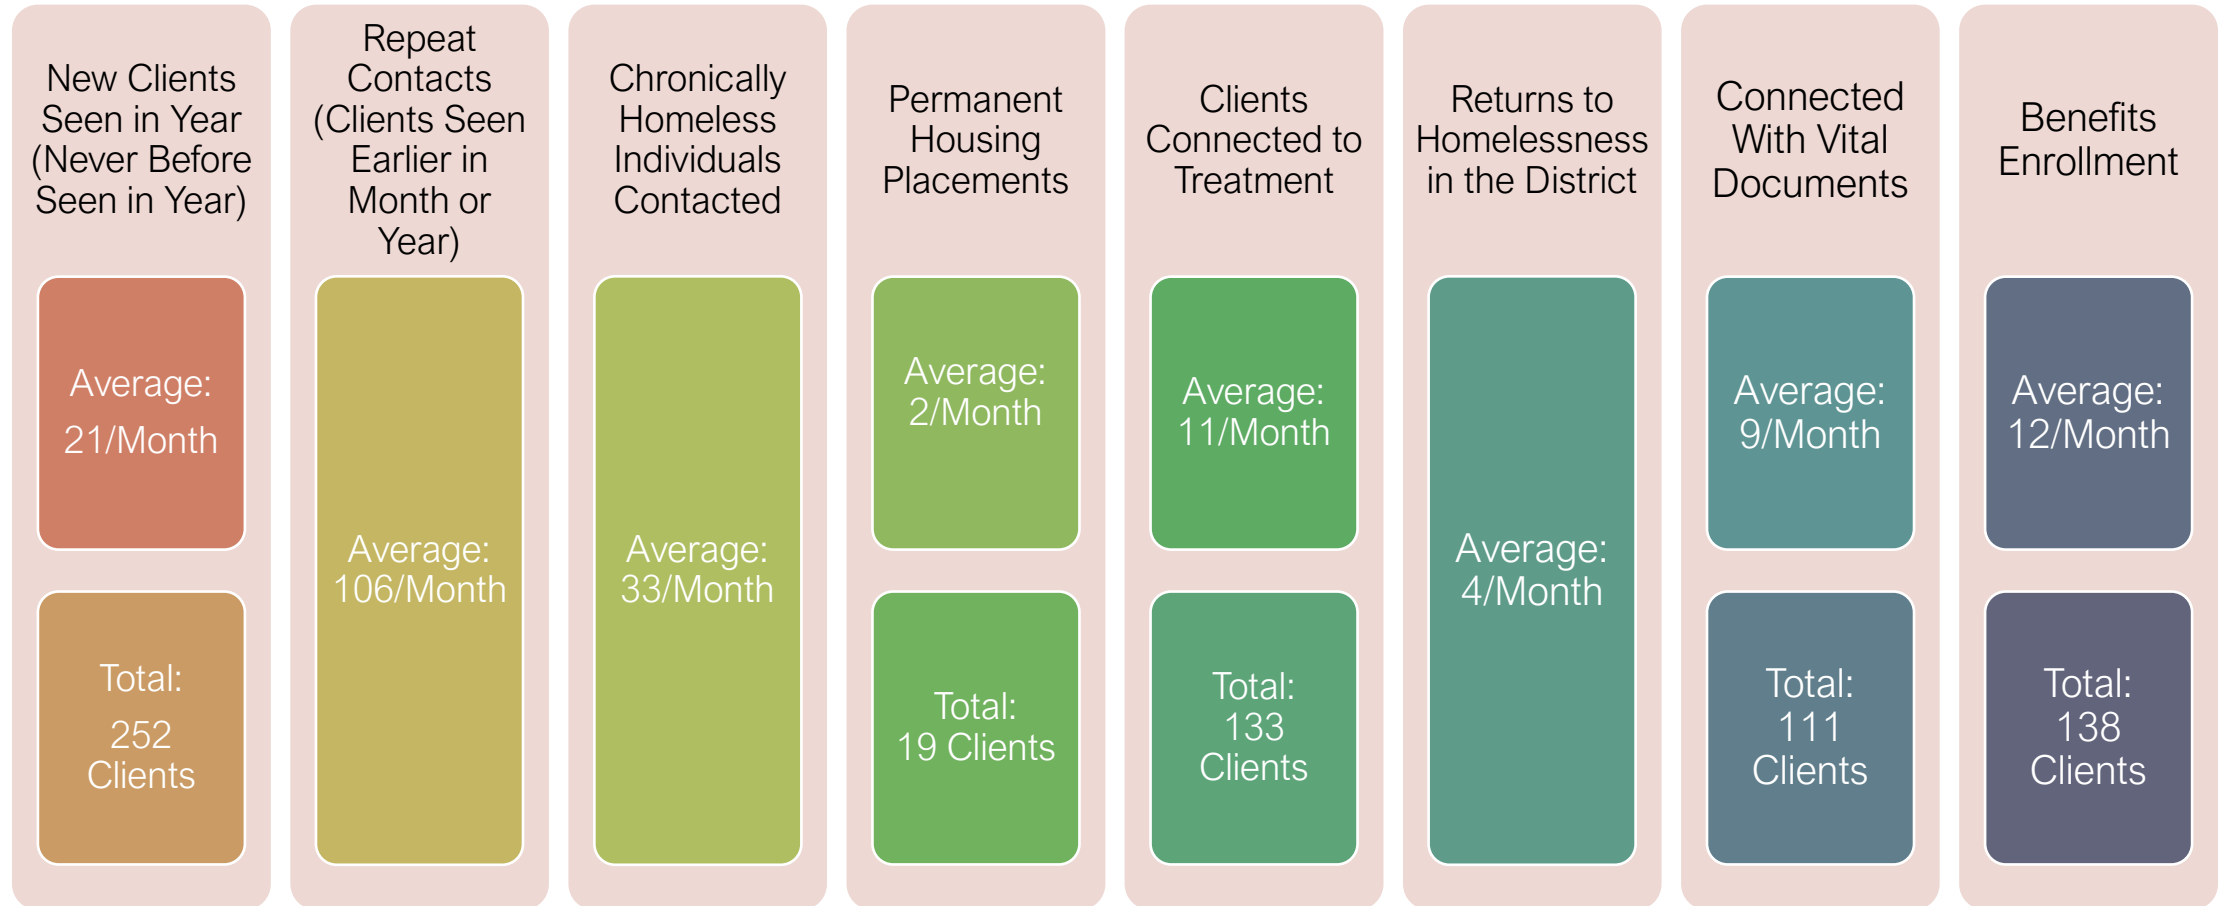 New Clients
Seen in Year
(Never Before
Seen in Year)
Average:
21/Month
Total:
252
Clients
Repeat
Contacts
(Clients Seen
Earlier in
Month or
Year)
Average:
106/Month
Chronically
Homeless
Individuals
Contacted
Average:
33/Month
Permanent
Housing
Placements
Average:
2/Month
Total:
19 Clients
Clients
Connected to
Treatment
Average:
11/Month
Total:
133
Clients
Returns to
Homelessness
in the District
Average:
4/Month
Connected
With Vital
Documents
Average:
9/Month
Total:
111
Clients
Benefits
Enrollment
Average:
12/Month
Total:
138
Clients